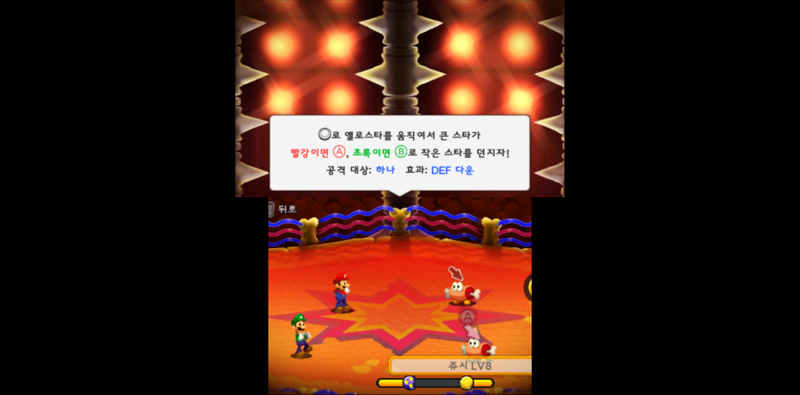 로 옐로스타를 움직여서 큰 스타가
빨강이면 Ⓐ, 초록이면 Ⓑ로 작은 스타를 던지자!
공격 대상: 하나 효과: DEF 다운
뒤로
A
쥬시 LV8